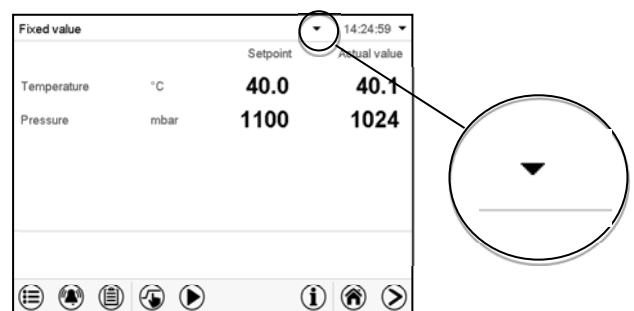 Fixed value 14:24:59
Setpoint Actual value
Temperature °C 40.0 40.1
Pressure mbar 1100 1024